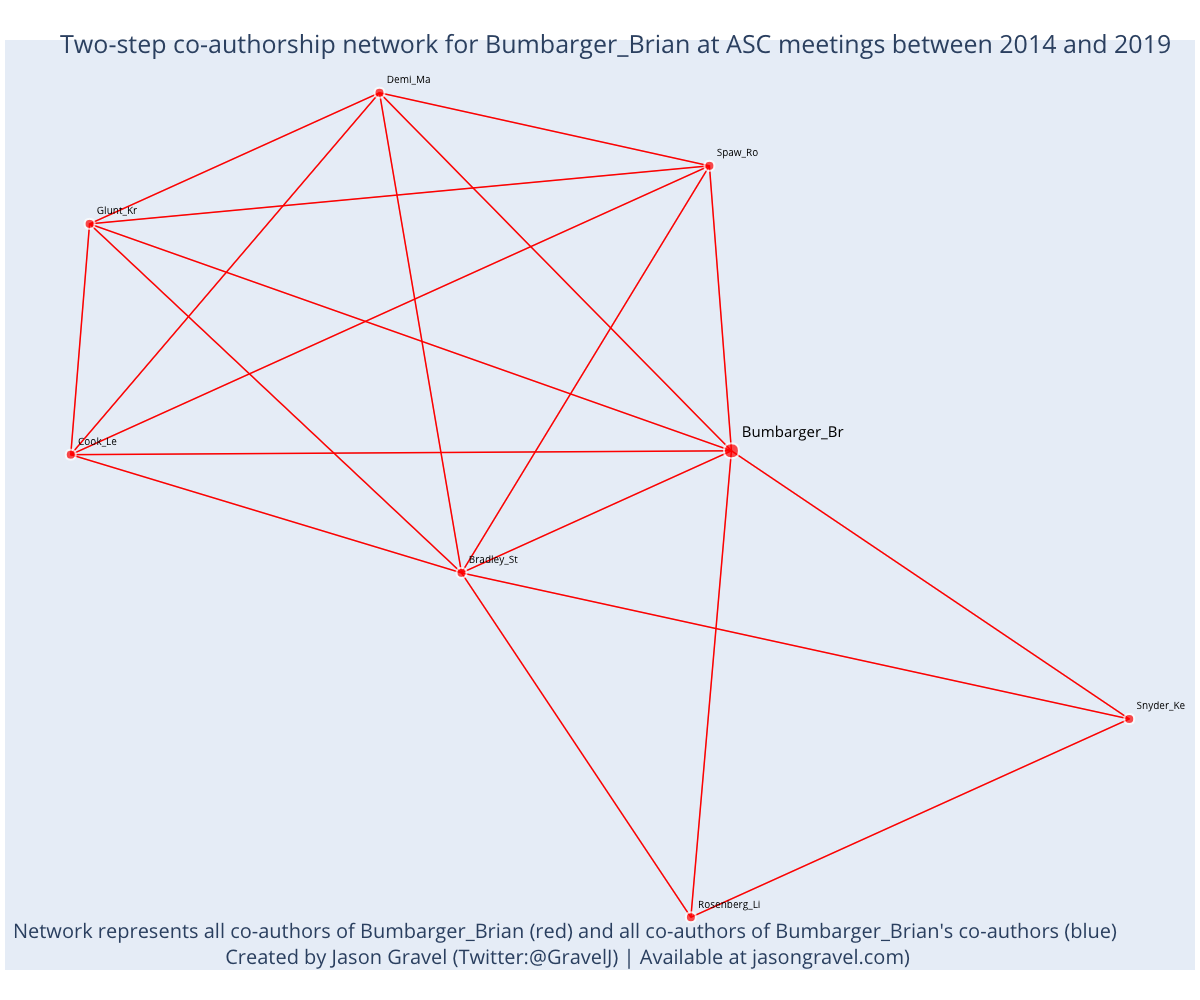 Two-step co-authorship network for Bumbarger_Brian at ASC meetings between 2014 and 2019
Demi_Ma
Spaw_Ro
Glunt_Kr
Bumbarger_Br
Cook_Le
Bradley_St
Snyder_Ke
Rosenberg_Li
Network represents all co-authors of Bumbarger_Brian (red) and all co-authors of Bumbarger_Brian's co-authors (blue)
Created by Jason Gravel (Twitter:@GravelJ) | Available at jasongravel.com)